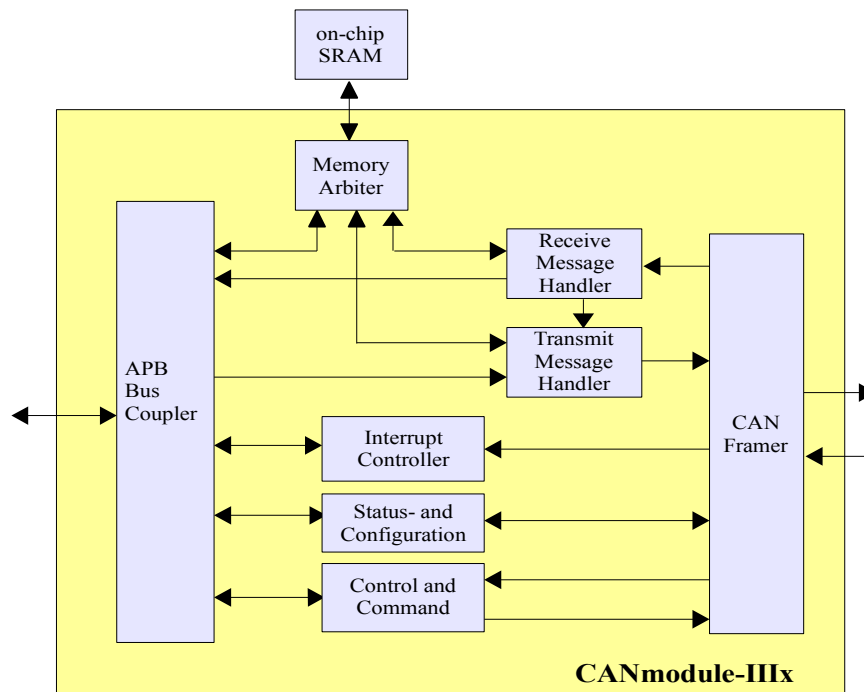 on-chip
SRAM
Memory
Arbiter
Receive
Message
Handler
Transmit
Message
Handler
APB
Bus
Coupler
CAN
Framer
Interrupt
Controller
Status- and
Configuration
Control and
Command
CANmodule-IIIx